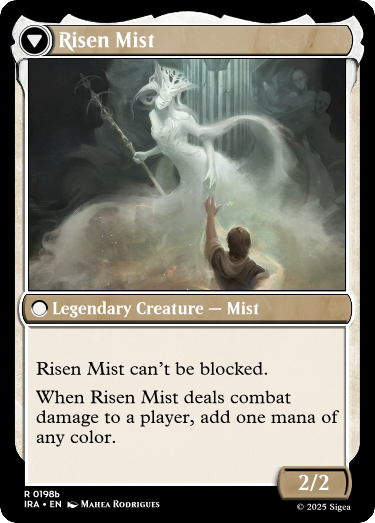 Risen Mist
Legendary Creature — Mist
Risen Mist can't be blocked.
When Risen Mist deals combat
damage to a player, add one mana of
any color.
2/2
R 0198b
IRA • EN Mahea Rodrigues
© 2025 Sigea